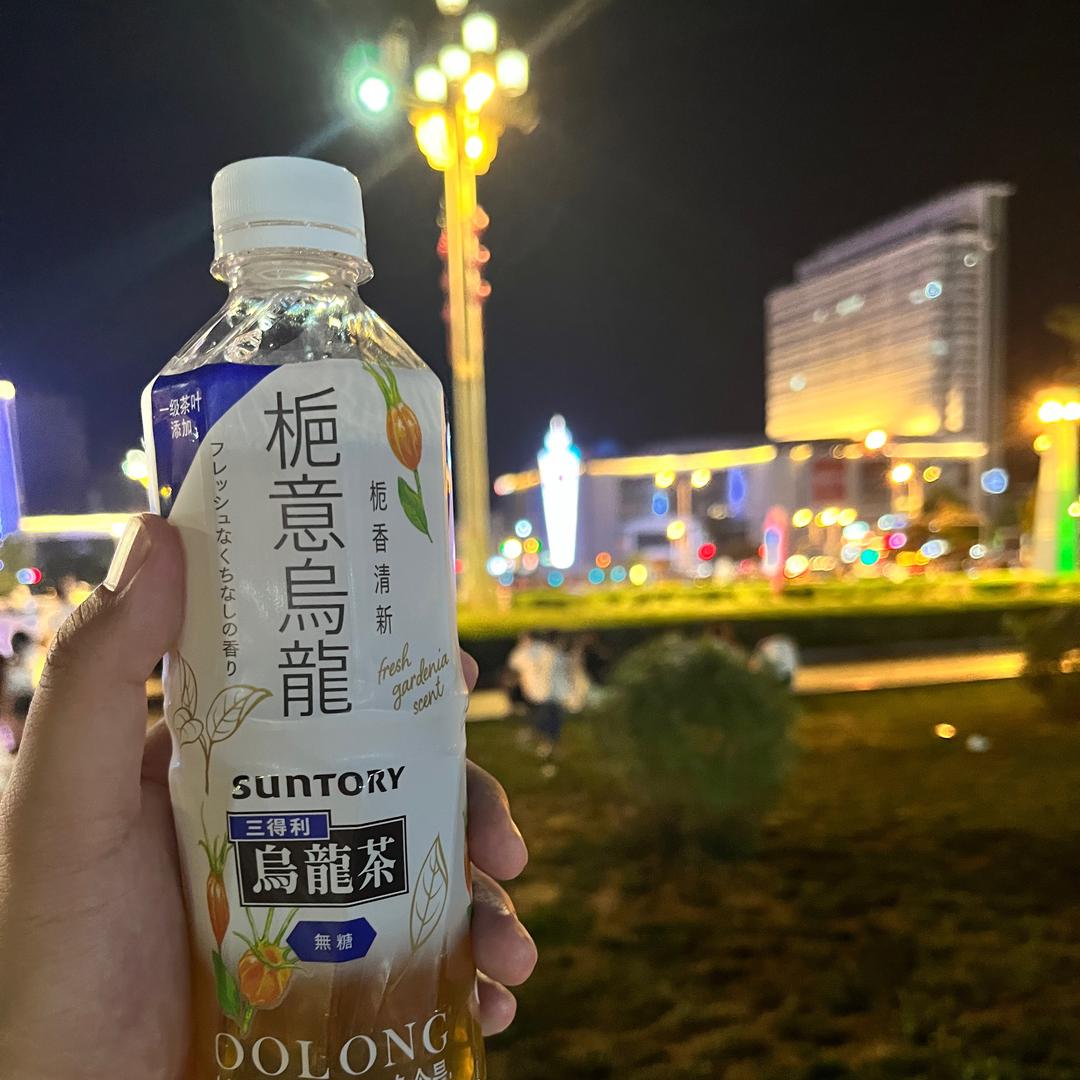 一级茶叶
添加
栀意烏龍
フレッシュなくちなしの香り
栀香清新
fresh
gardenia
scent
SUNTORY
三得利
烏龍茶
無糖
OOLONG